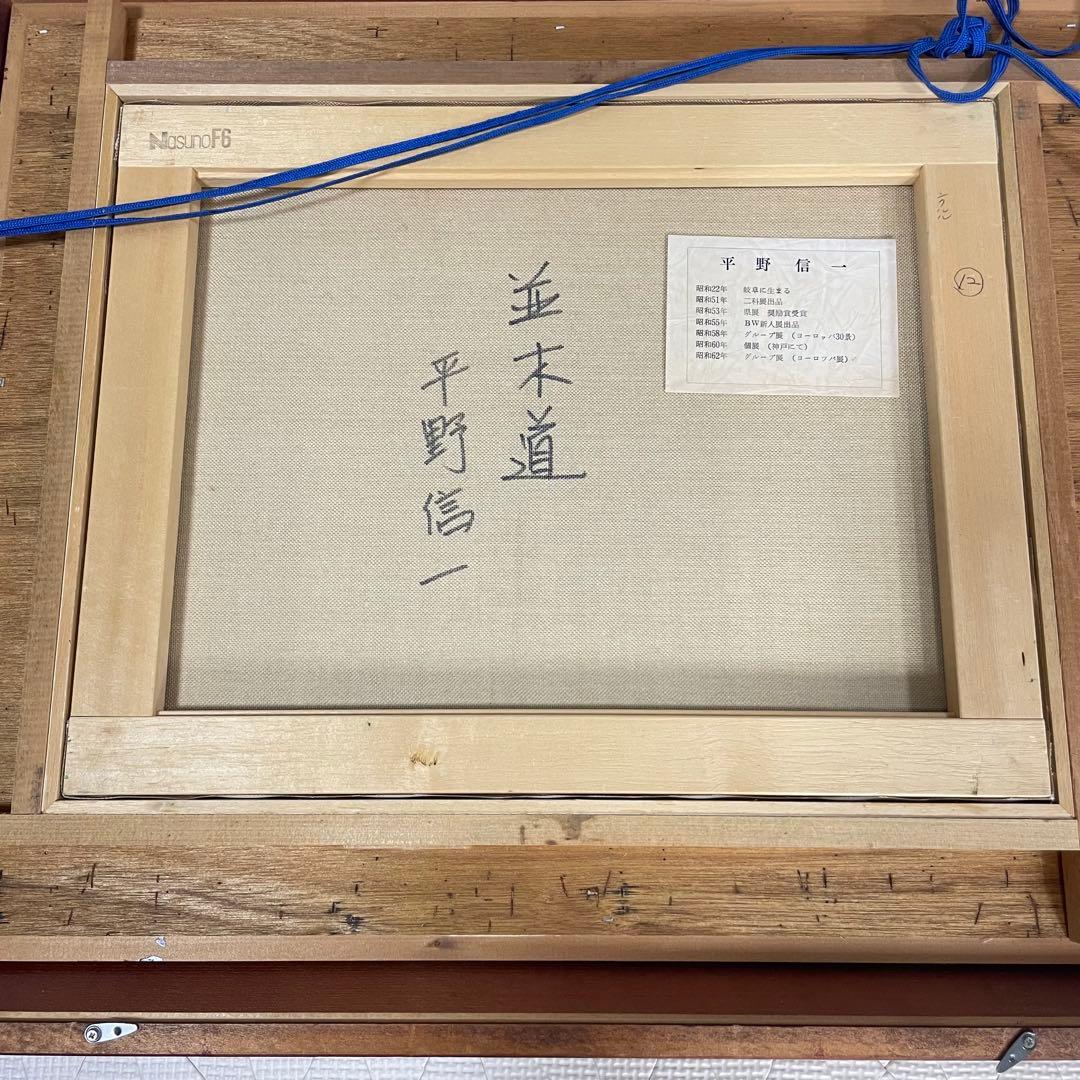 NasunoF6
並木道
平野信一
平野信一
昭和22年 岐阜に生まる
昭和51年 二科展出品
昭和53年 県展 奨励賞受賞
昭和55年 BW新人展出品
昭和58年 グループ展 (ヨーロッパ30景)
昭和60年 個展 (神戸にて)
昭和62年 グループ展 (ヨーロツパ展)
12